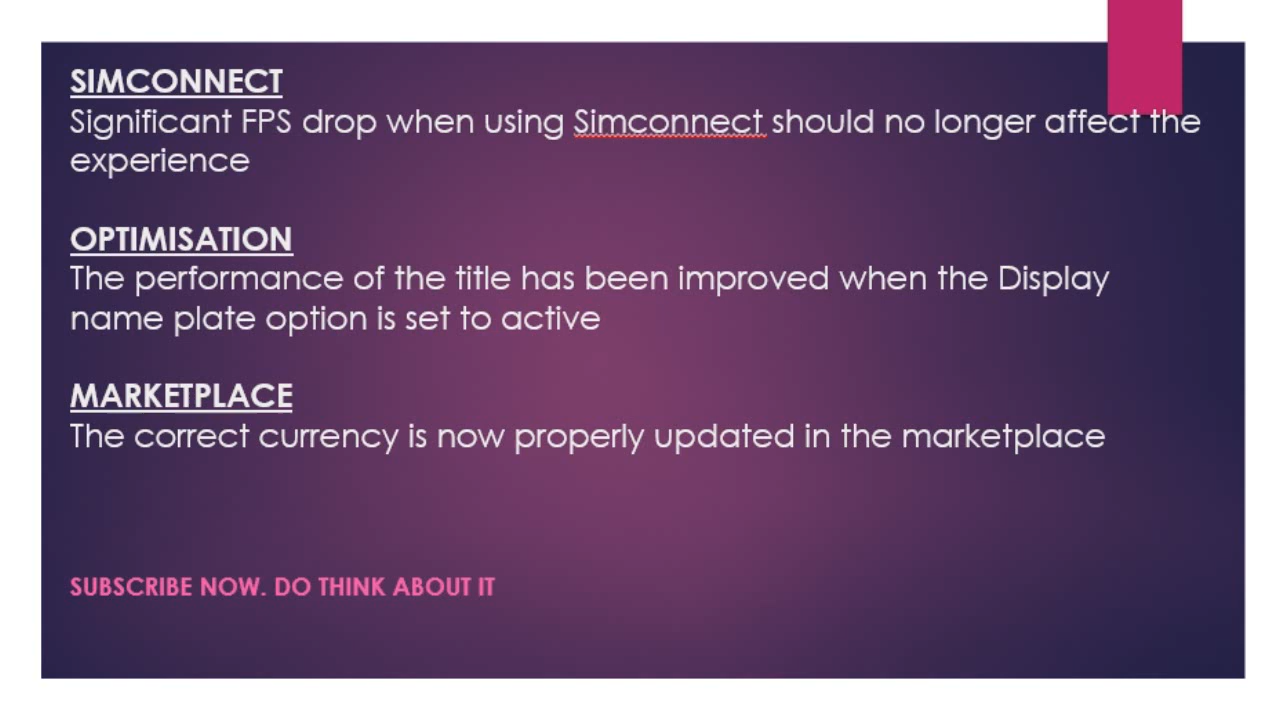 SIMCONNECT
Significant FPS drop when using Simconnect should no longer affect the
experience
OPTIMISATION
The performance of the title has been improved when the Display
name plate option is set to active
MARKETPLACE
The correct currency is now properly updated in the marketplace
SUBSCRIBE NOW. DO THINK ABOUT IT